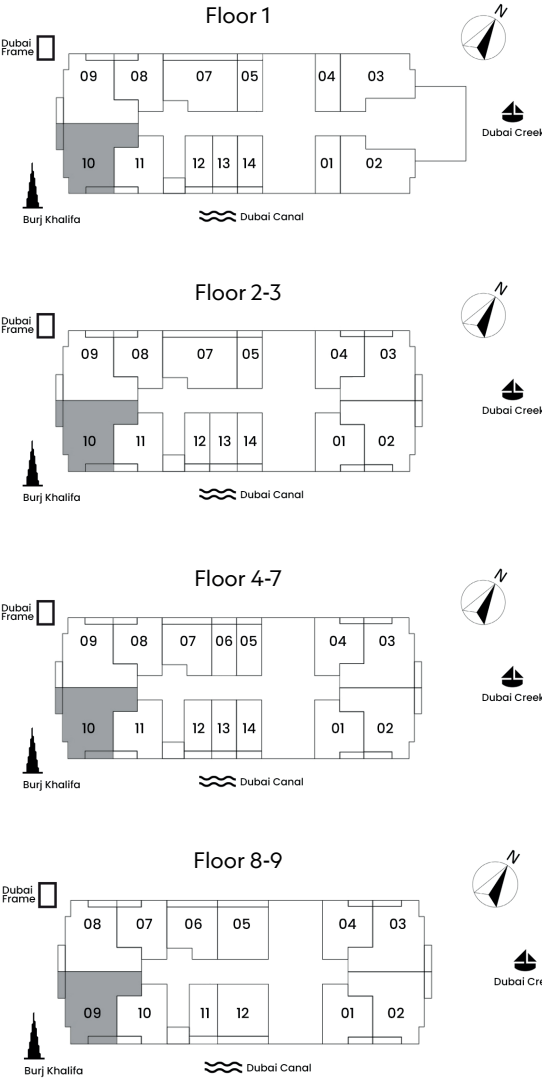 Floor 1
N
Dubai
Frame
09 08 07 05 04 03
Dubai Creek
10 11 12 13 14 01 02
Burj Khalifa
Dubai Canal
Floor 2-3
N
Dubai
Frame
09 08 07 05 04 03
Dubai Creek
10 11 12 13 14 01 02
Burj Khalifa
Dubai Canal
Floor 4-7
N
Dubai
Frame
09 08 07 06 05 04 03
Dubai Creek
10 11 12 13 14 01 02
Burj Khalifa
Dubai Canal
Floor 8-9
N
Dubai
Frame
08 07 06 05 04 03
Dubai Cre
09 10 11 12 01 02
Burj Khalifa
Dubai Canal